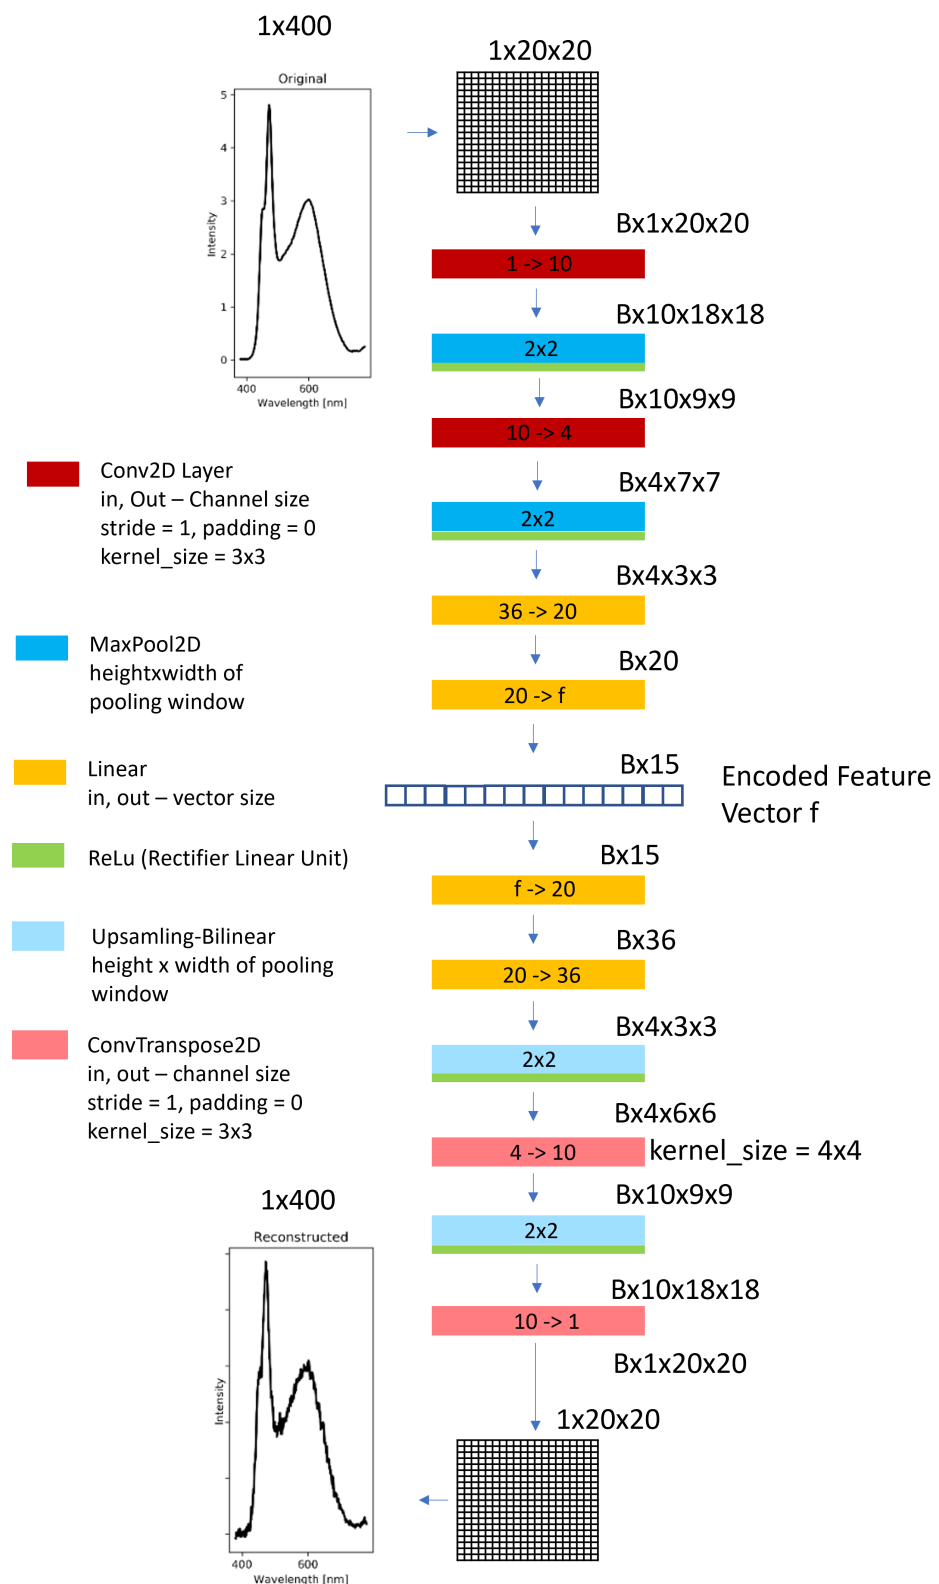 1x400
Original
5
4
3
2
1
0
Intensity
400
600
Wavelength [nm]
1x20x20
Bx1x20x20
1 -> 10
Bx10x18x18
2x2
Bx10x9x9
10 -> 4
Bx4x7x7
2x2
Bx4x3x3
36 -> 20
Bx20
20 -> f
Bx15
Encoded Feature
Vector f
Bx15
f -> 20
Bx36
20 -> 36
Bx4x3x3
2x2
Bx4x6x6
4 -> 10
kernel_size = 4x4
Bx10x9x9
2x2
Bx10x18x18
10 -> 1
Bx1x20x20
1x20x20
Conv2D Layer
in, Out – Channel size
stride = 1, padding = 0
kernel_size = 3x3
MaxPool2D
heightxwidth of
pooling window
Linear
in, out – vector size
ReLu (Rectifier Linear Unit)
Upsamling-Bilinear
height x width of pooling
window
ConvTranspose2D
in, out – channel size
stride = 1, padding = 0
kernel_size = 3x3
1x400
Reconstructed
Intensity
400
600
Wavelength [nm]